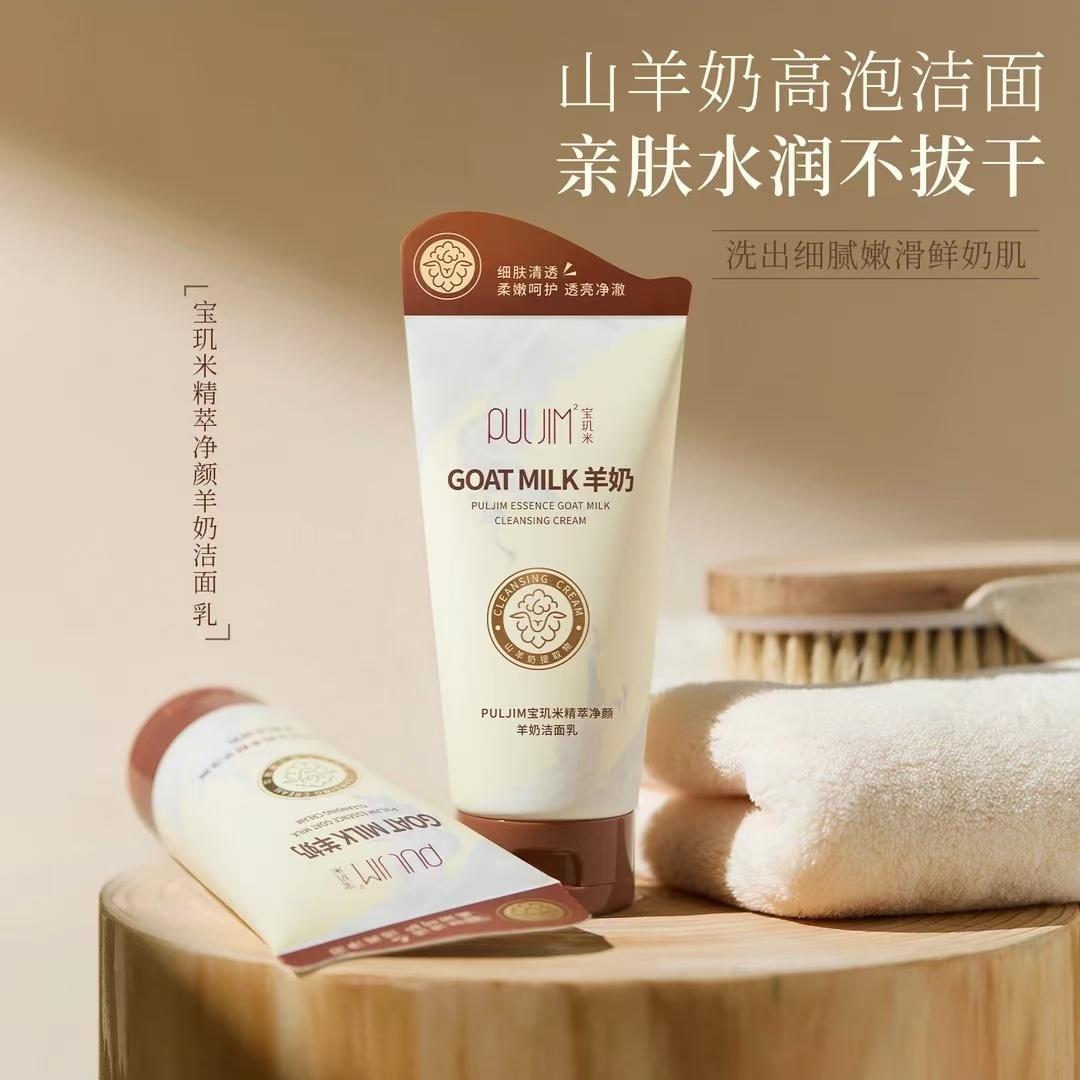 山羊奶高泡洁面
亲肤水润不拔干
洗出细腻嫩滑鲜奶肌
宝玑米精萃净颜羊奶洁面乳
细肤清透
柔嫩呵护 透亮净澈
PULJIM² 宝玑米
GOAT MILK 羊奶
PULJIM ESSENCE GOAT MILK
CLEANSING CREAM
CLEANSING CREAM
山羊奶提取物
PULJIM宝玑米精萃净颜
羊奶洁面乳
PULJIM 宝玑米
GOAT MILK 羊奶
PULJIM ESSENCE GOAT MILK
CLEANSING CREAM